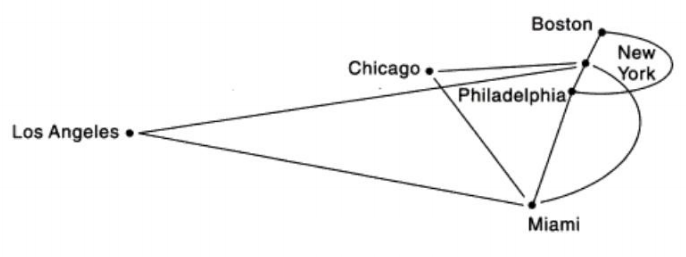 Boston
New
York
Chicago
Philadelphia
Los Angeles
Miami